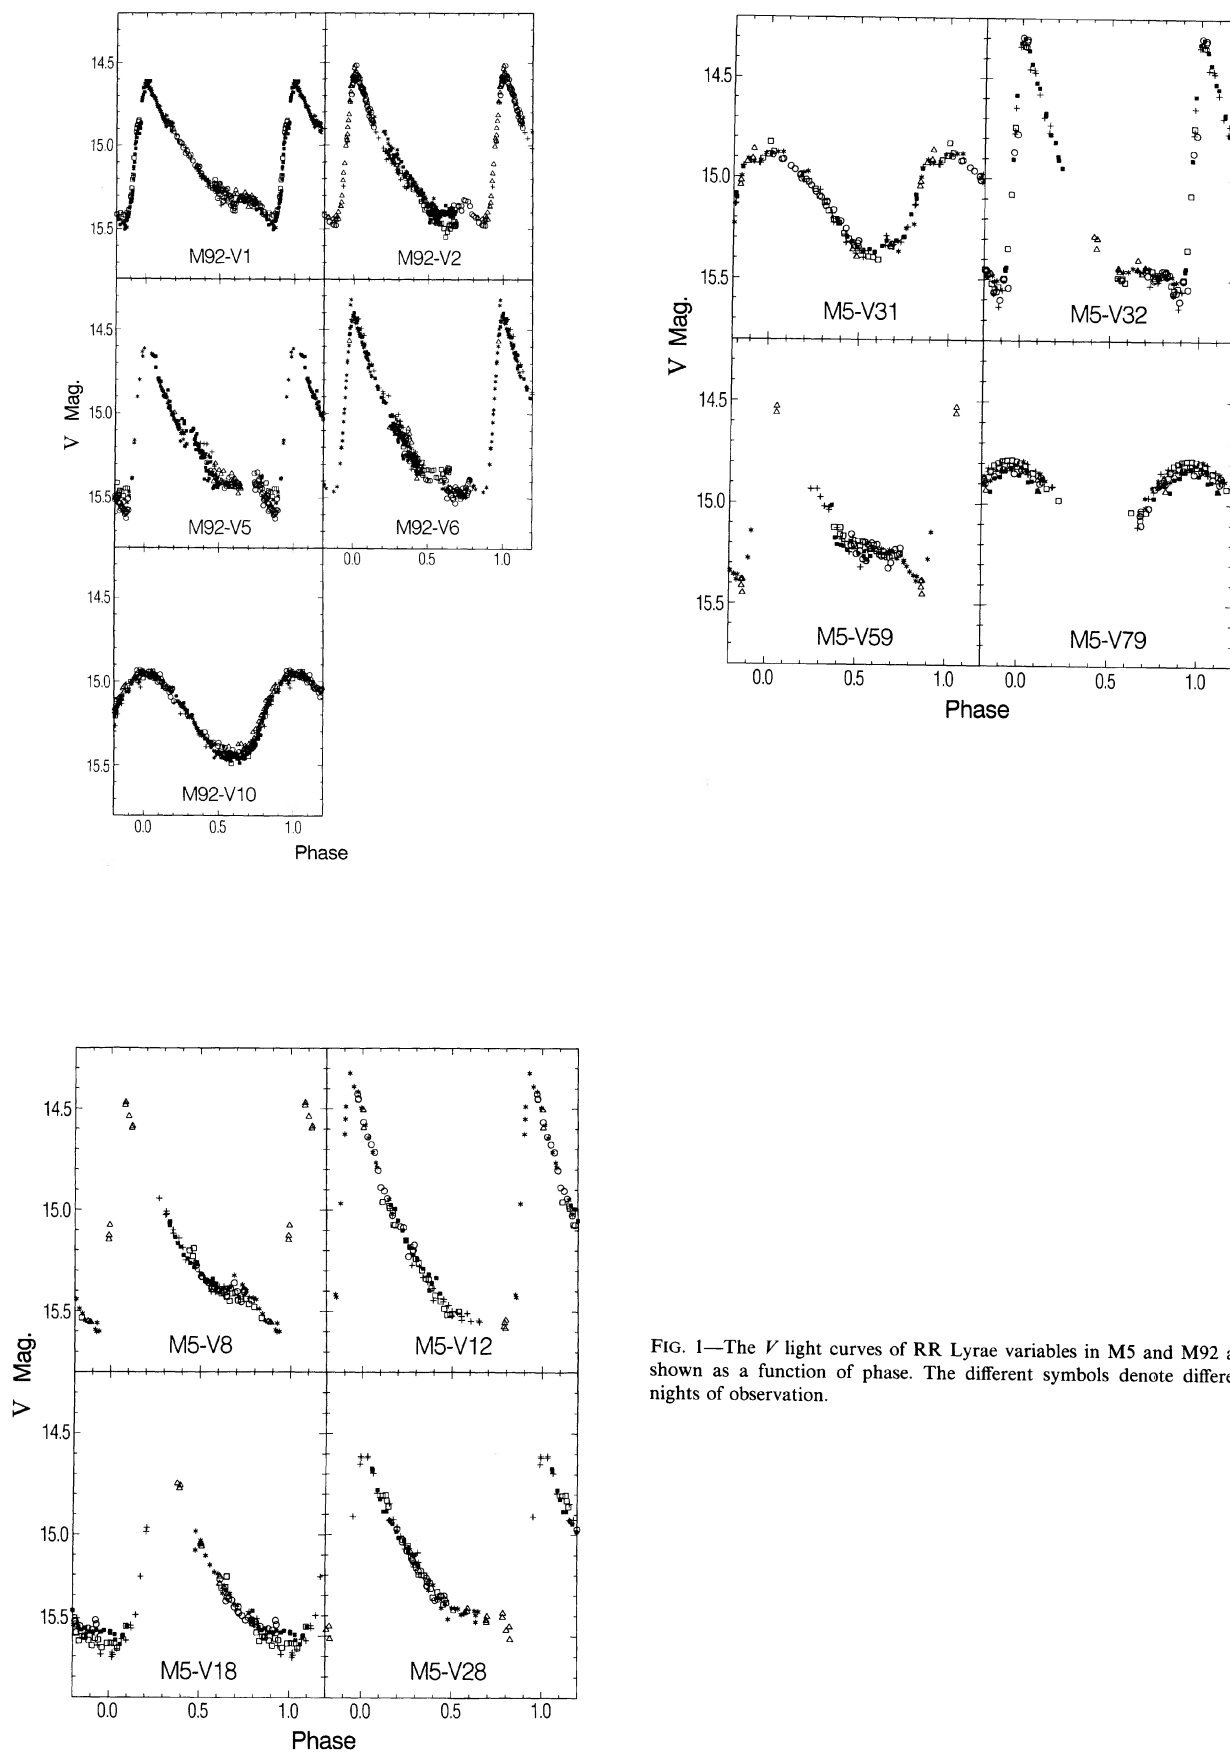 14.5
15.0
15.5
M92-V1
M92-V2
14.5
15.0
15.5
V Mag.
M92-V5
M92-V6
0.0 0.5 1.0
14.5
15.0
15.5
M92-V10
0.0 0.5 1.0
Phase
14.5
15.0
15.5
M5-V31
M5-V32
V Mag.
14.5
15.0
15.5
M5-V59
M5-V79
0.0 0.5 1.0 0.0 0.5 1.0
Phase
14.5
15.0
15.5
M5-V8
M5-V12
V Mag.
14.5
15.0
15.5
M5-V18
M5-V28
0.0 0.5 1.0 0.0 0.5 1.0
Phase
FIG. 1—The V light curves of RR Lyrae variables in M5 and M92 a
shown as a function of phase. The different symbols denote differe
nights of observation.